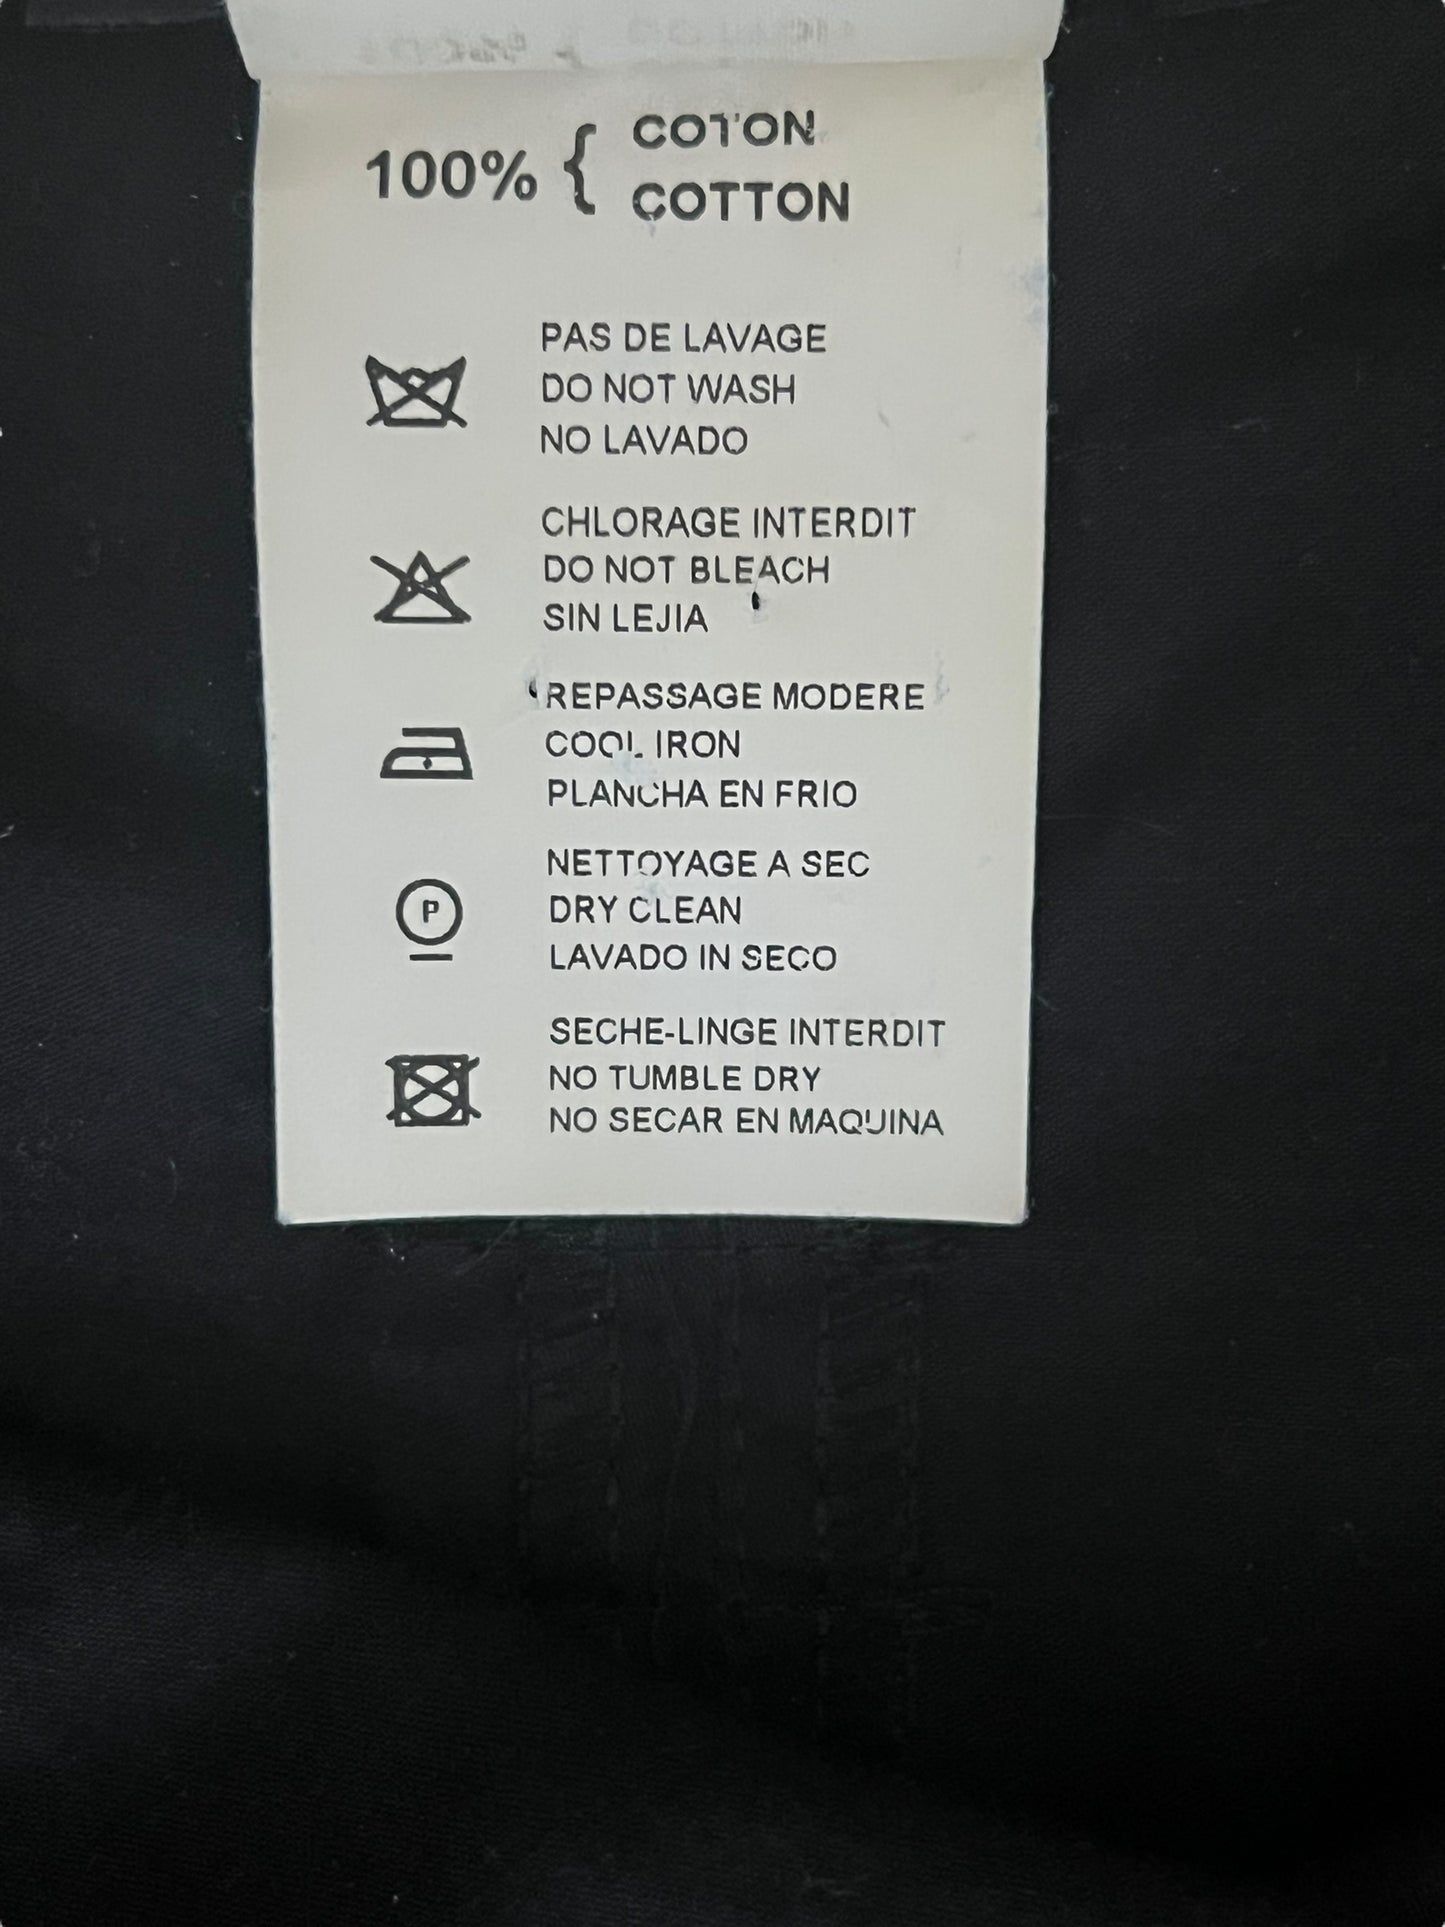 100% { COTON
COTTON
PAS DE LAVAGE
DO NOT WASH
NO LAVADO
CHLORAGE INTERDIT
DO NOT BLEACH
SIN LEJIA
REPASSAGE MODERE
COOL IRON
PLANCHA EN FRIO
P
NETTOYAGE A SEC
DRY CLEAN
LAVADO IN SECO
SECHE-LINGE INTERDIT
NO TUMBLE DRY
NO SECAR EN MAQUINA